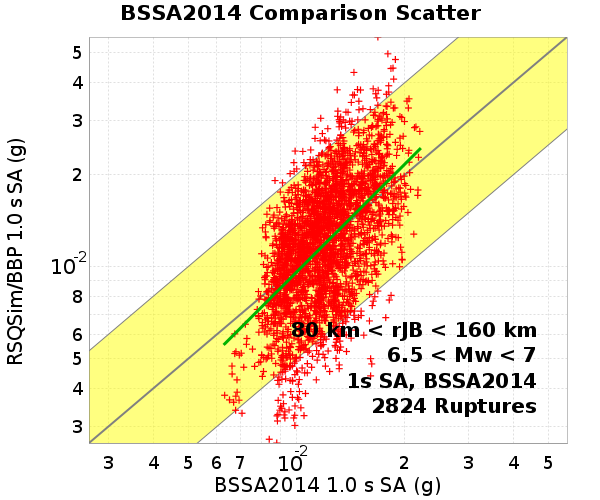 BSSA2014 Comparison Scatter
RSQSim/BBP 1.0 s SA (g)
5
4
3
2
10-2
8
6
5
4
3
80 km < rJB < 160 km
6.5 < Mw < 7
1s SA, BSSA2014
2824 Ruptures
3 4 5 6 7 10-2 2 3 4 5
BSSA2014 1.0 s SA (g)